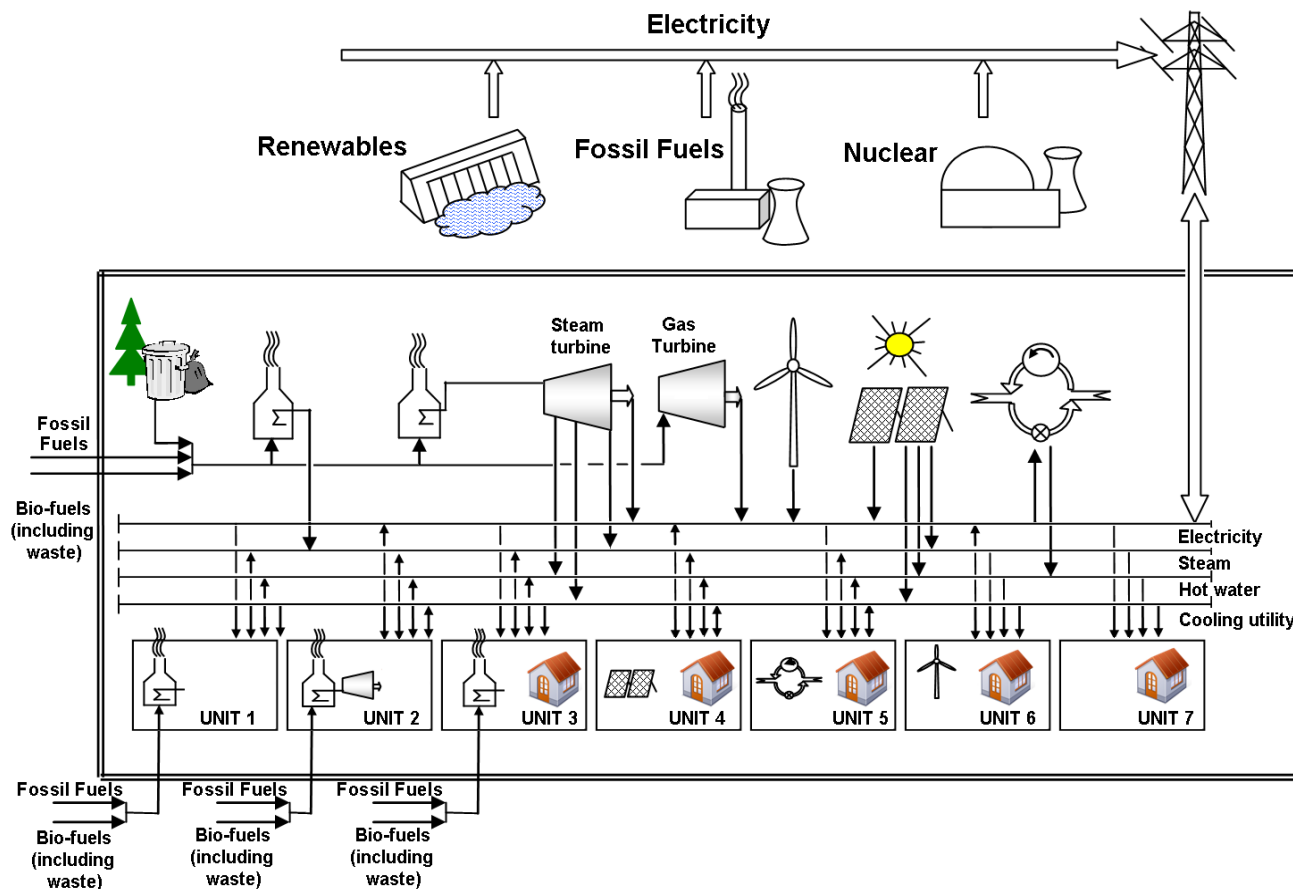 Electricity
Renewables
Fossil Fuels
Nuclear
Steam
turbine
Gas
Turbine
Fossil
Fuels
Bio-fuels
(including
waste)
Electricity
Steam
Hot water
Cooling utility
UNIT 1
UNIT 2
UNIT 3
UNIT 4
UNIT 5
UNIT 6
UNIT 7
Fossil Fuels
Bio-fuels
(including
waste)
Fossil Fuels
Bio-fuels
(including
waste)
Fossil Fuels
Bio-fuels
(including
waste)